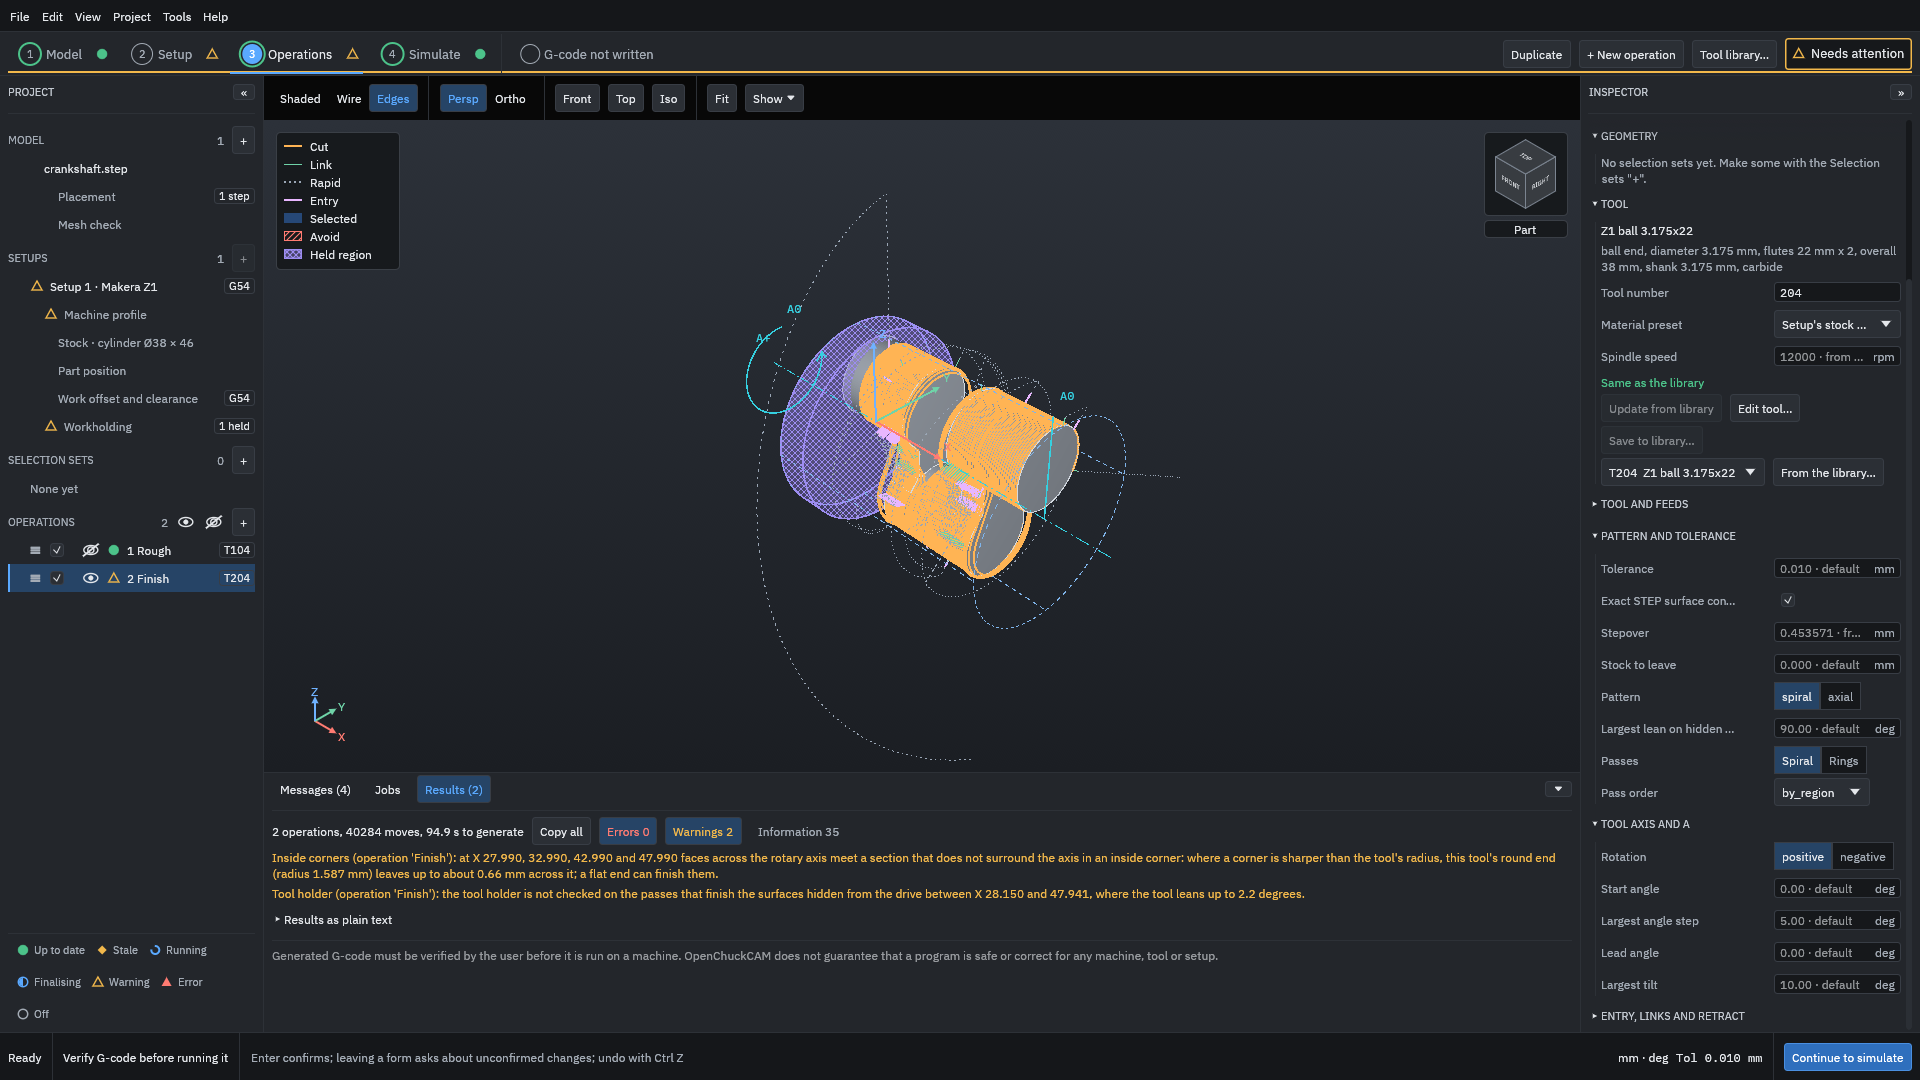 File Edit View Project Tools Help
1 Model 2 Setup 3 Operations 4 Simulate G-code not written Duplicate + New operation Tool library... Needs attention
PROJECT «
MODEL 1 +
crankshaft.step
Placement 1 step
Mesh check
SETUPS 1 +
Setup 1 · Makera Z1 G54
Machine profile
Stock · cylinder Ø38 × 46
Part position
Work offset and clearance G54
Workholding 1 held
SELECTION SETS 0 +
None yet
OPERATIONS 2 +
1 Rough T104
2 Finish T204
Up to date Stale Running
Finalising Warning Error
Off
Shaded Wire Edges Persp Ortho Front Top Iso Fit Show
Cut
Link
Rapid
Entry
Selected
Avoid
Held region
A0
A+
A0
Y
TOP
FRONT RIGHT
Part
Z
Y
X
Messages (4) Jobs Results (2)
2 operations, 40284 moves, 94.9 s to generate Copy all Errors 0 Warnings 2 Information 35
Inside corners (operation 'Finish'): at X 27.990, 32.990, 42.990 and 47.990 faces across the rotary axis meet a section that does not surround the axis in an inside corner: where a corner is sharper than the tool's radius, this tool's round end
(radius 1.587 mm) leaves up to about 0.66 mm across it; a flat end can finish them.
Tool holder (operation 'Finish'): the tool holder is not checked on the passes that finish the surfaces hidden from the drive between X 28.150 and 47.941, where the tool leans up to 2.2 degrees.
Results as plain text
Generated G-code must be verified by the user before it is run on a machine. OpenChuckCAM does not guarantee that a program is safe or correct for any machine, tool or setup.
INSPECTOR »
GEOMETRY
No selection sets yet. Make some with the Selection
sets "+".
TOOL
Z1 ball 3.175x22
ball end, diameter 3.175 mm, flutes 22 mm x 2, overall
38 mm, shank 3.175 mm, carbide
Tool number 204
Material preset Setup's stock ...
Spindle speed 12000 · from ... rpm
Same as the library
Update from library Edit tool...
Save to library...
T204 Z1 ball 3.175x22 From the library...
TOOL AND FEEDS
PATTERN AND TOLERANCE
Tolerance 0.010 · default mm
Exact STEP surface con...
Stepover 0.453571 · fr... mm
Stock to leave 0.000 · default mm
Pattern spiral axial
Largest lean on hidden ... 90.00 · default deg
Passes Spiral Rings
Pass order by_region
TOOL AXIS AND A
Rotation positive negative
Start angle 0.00 · default deg
Largest angle step 5.00 · default deg
Lead angle 0.00 · default deg
Largest tilt 10.00 · default deg
ENTRY, LINKS AND RETRACT
Ready Verify G-code before running it Enter confirms; leaving a form asks about unconfirmed changes; undo with Ctrl Z mm · deg Tol 0.010 mm Continue to simulate